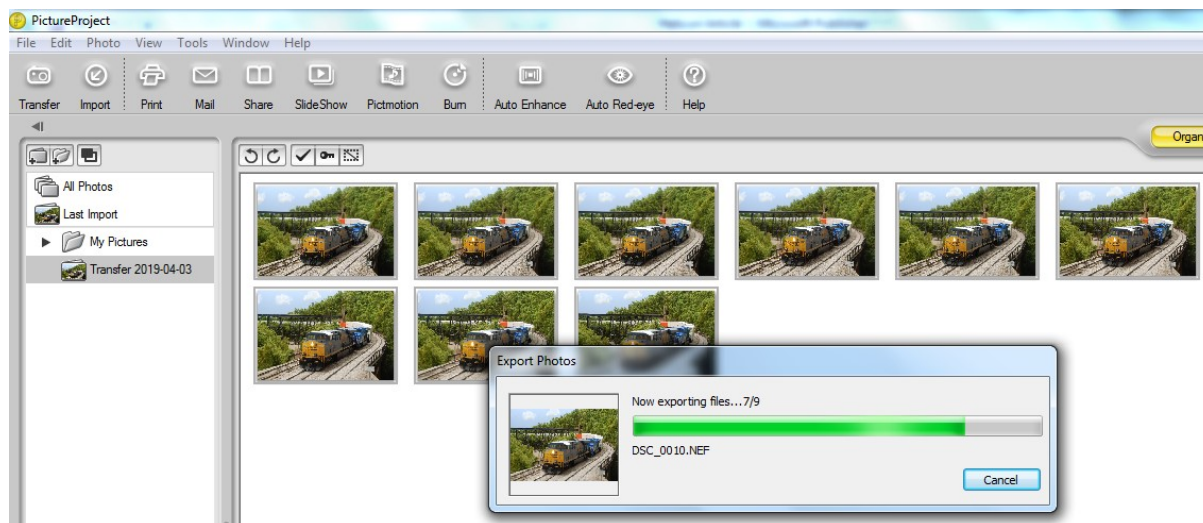 PictureProject
File Edit Photo View Tools Window Help
Transfer Import Print Mail Share SlideShow Pictmotion Burn Auto Enhance Auto Red-eye Help
Organ
All Photos
Last Import
My Pictures
Transfer 2019-04-03
Export Photos
Now exporting files...7/9
DSC_0010.NEF
Cancel